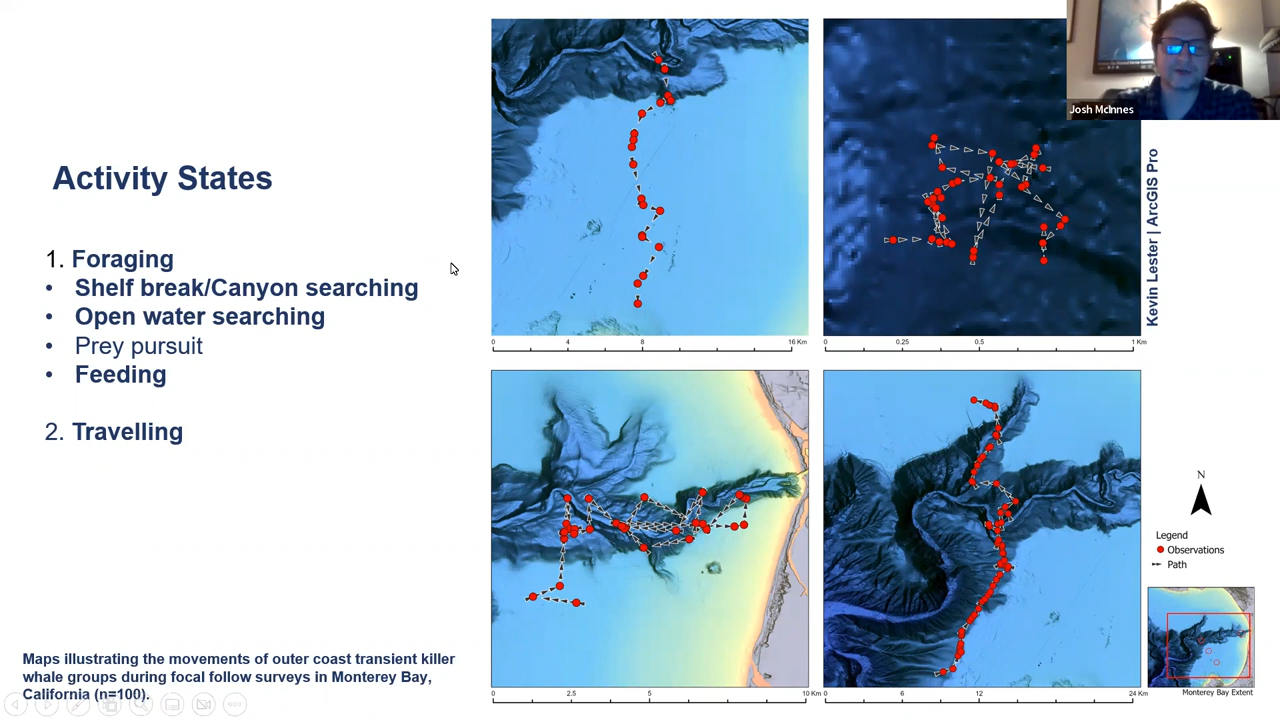 Josh McInnes
Activity States
1. Foraging
• Shelf break/Canyon searching
• Open water searching
• Prey pursuit
• Feeding
2. Travelling
Maps illustrating the movements of outer coast transient killer
whale groups during focal follow surveys in Monterey Bay,
California (n=100).
0 4 8 16 Km
0 0.25 0.5 1 Km
0 2.5 5 10 Km
0 6 12 24 Km
Kevin Lester | ArcGIS Pro
N
Legend
Observations
Path
Monterey Bay Extent